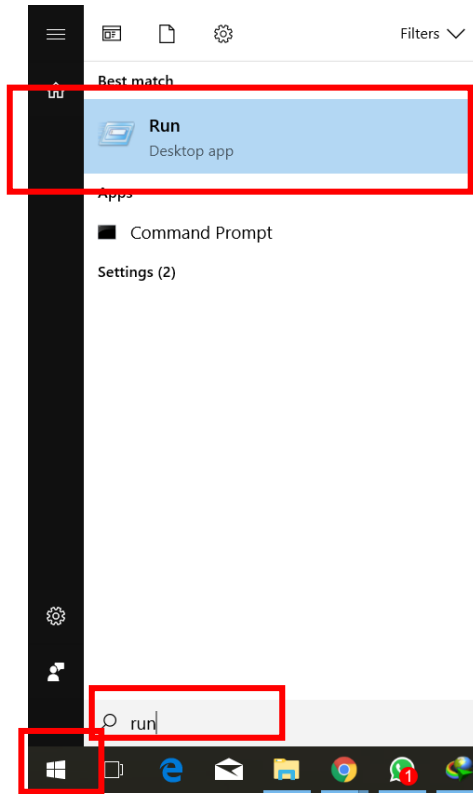 Filters
Best match
Run
Desktop app
Apps
Command Prompt
Settings (2)
run
1